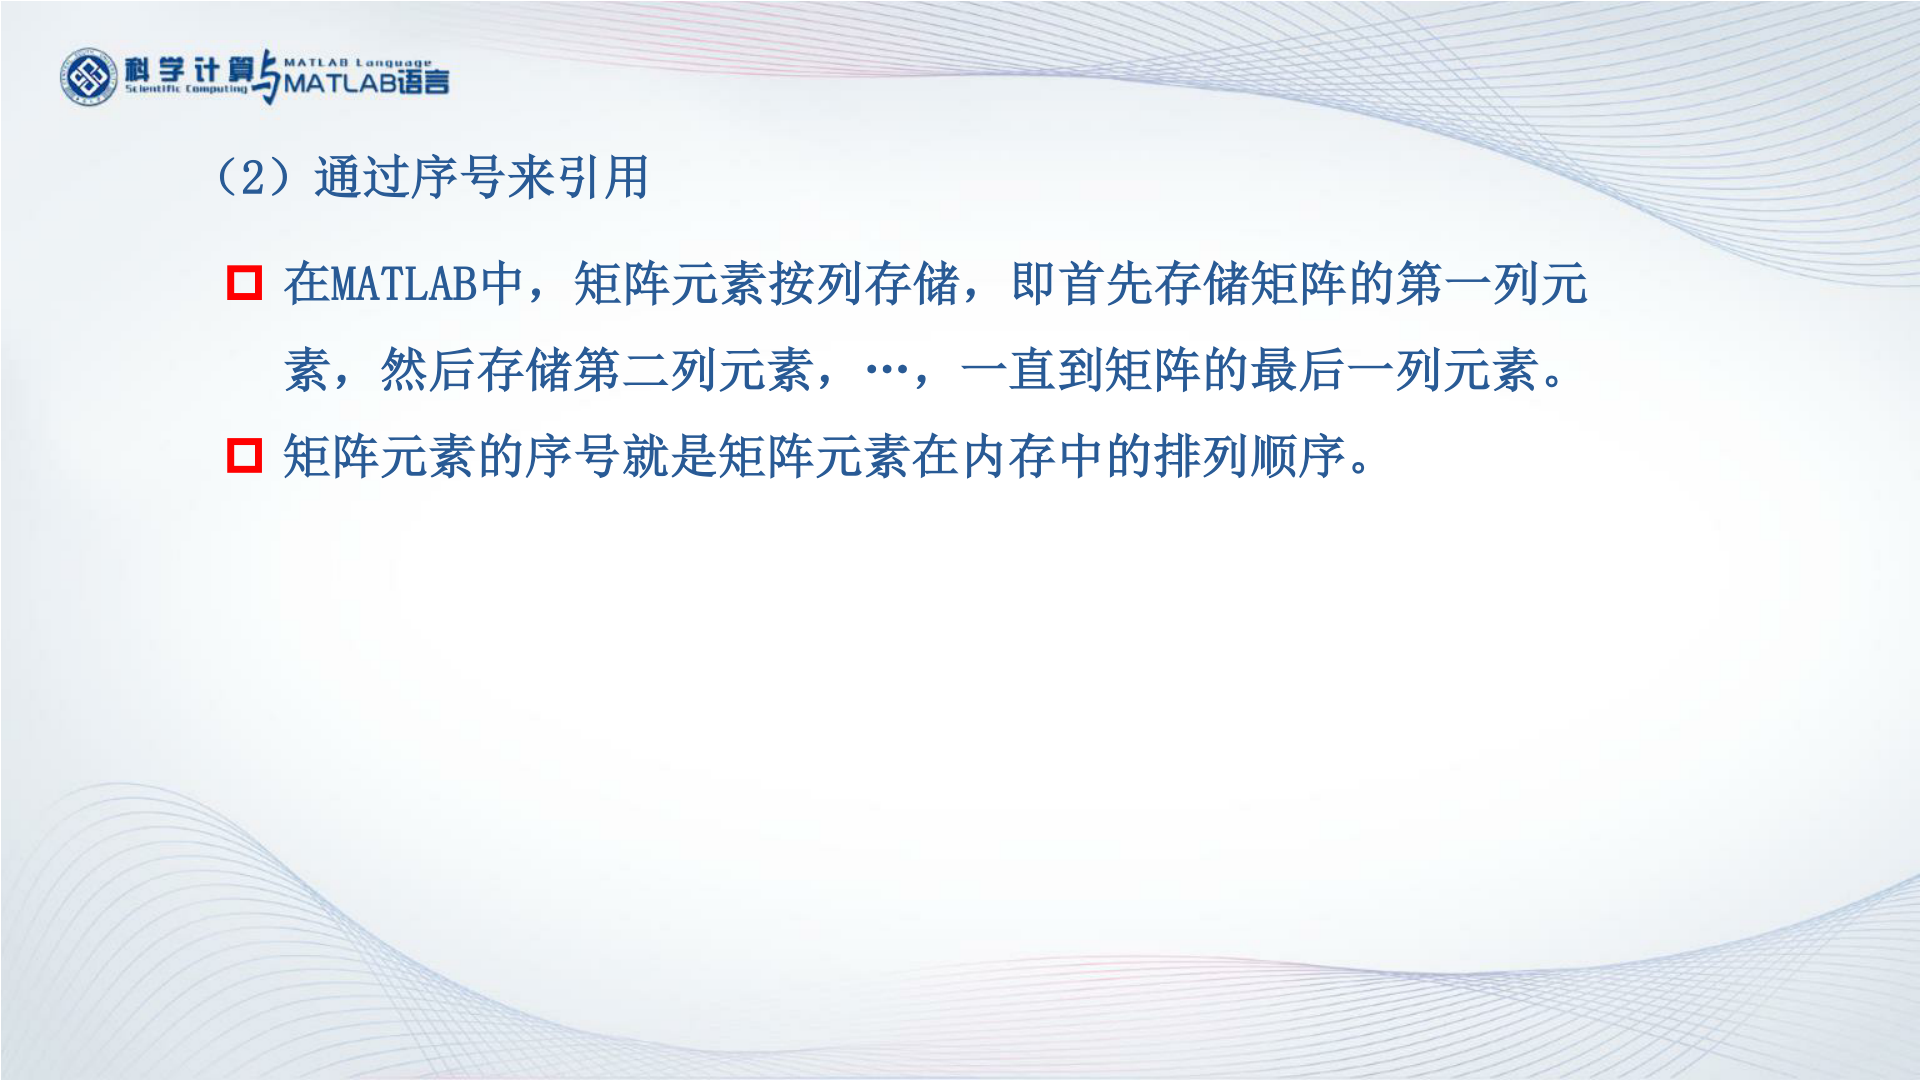 科学计算与MATLAB语言
Scientific Computing MATLAB Language
（2）通过序号来引用
在MATLAB中，矩阵元素按列存储，即首先存储矩阵的第一列元
素，然后存储第二列元素，…，一直到矩阵的最后一列元素。
矩阵元素的序号就是矩阵元素在内存中的排列顺序。